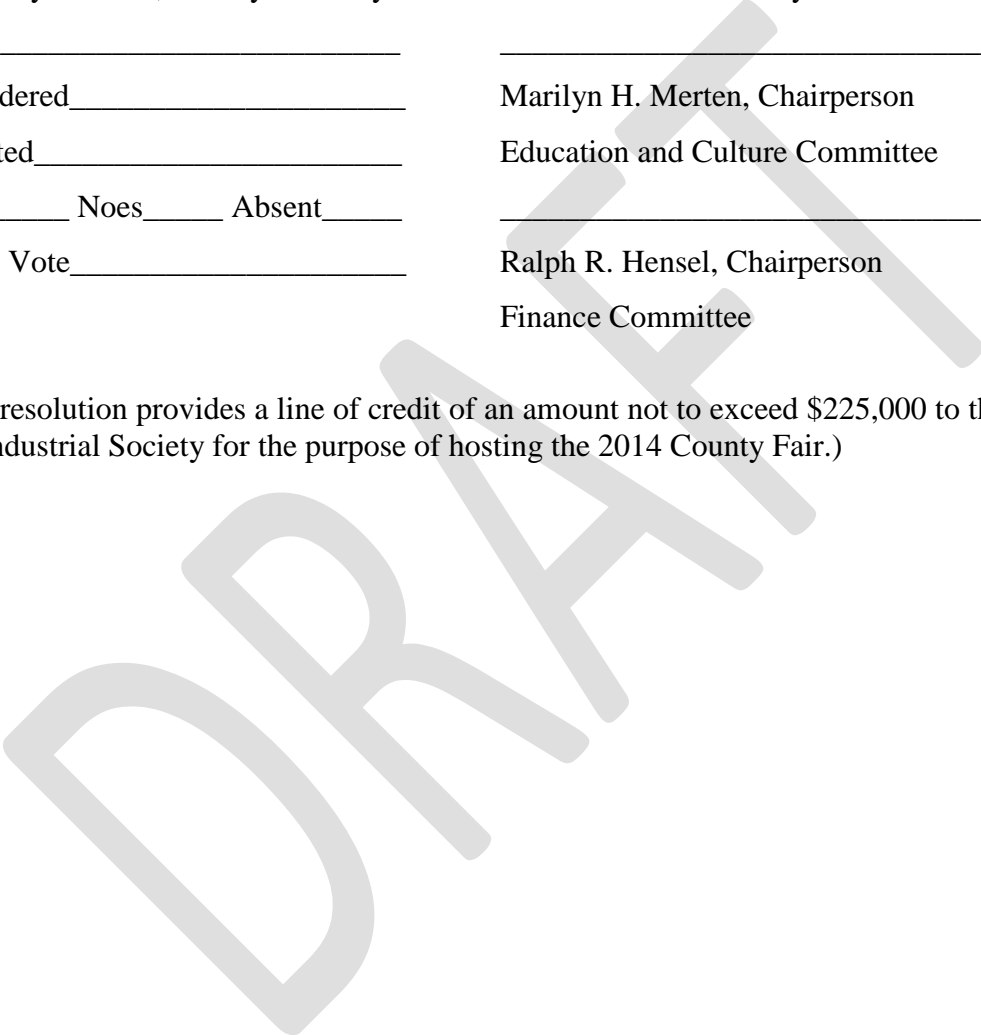 dered_____________________ Marilyn H. Merten, Chairperson
ted_______________________ Education and Culture Committee
_____ Noes_____ Absent_____
Vote_____________________ Ralph R. Hensel, Chairperson
Finance Committee
resolution provides a line of credit of an amount not to exceed $225,000 to
ndustrial Society for the purpose of hosting the 2014 County Fair.)
DRAFT